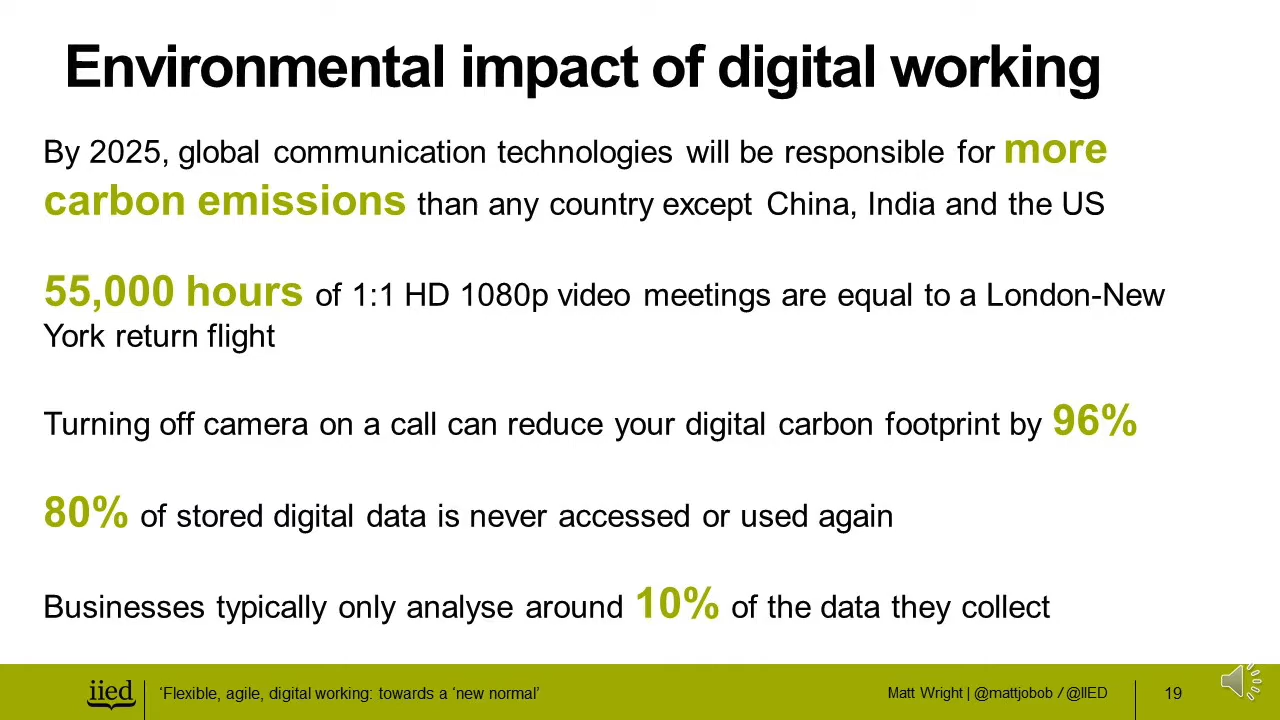 Environmental impact of digital working
By 2025, global communication technologies will be responsible for more
carbon emissions than any country except China, India and the US
55,000 hours of 1:1 HD 1080p video meetings are equal to a London-New
York return flight
Turning off camera on a call can reduce your digital carbon footprint by 96%
80% of stored digital data is never accessed or used again
Businesses typically only analyse around 10% of the data they collect
iied
‘Flexible, agile, digital working: towards a ‘new normal’
Matt Wright | @mattjobob / @IIED
19